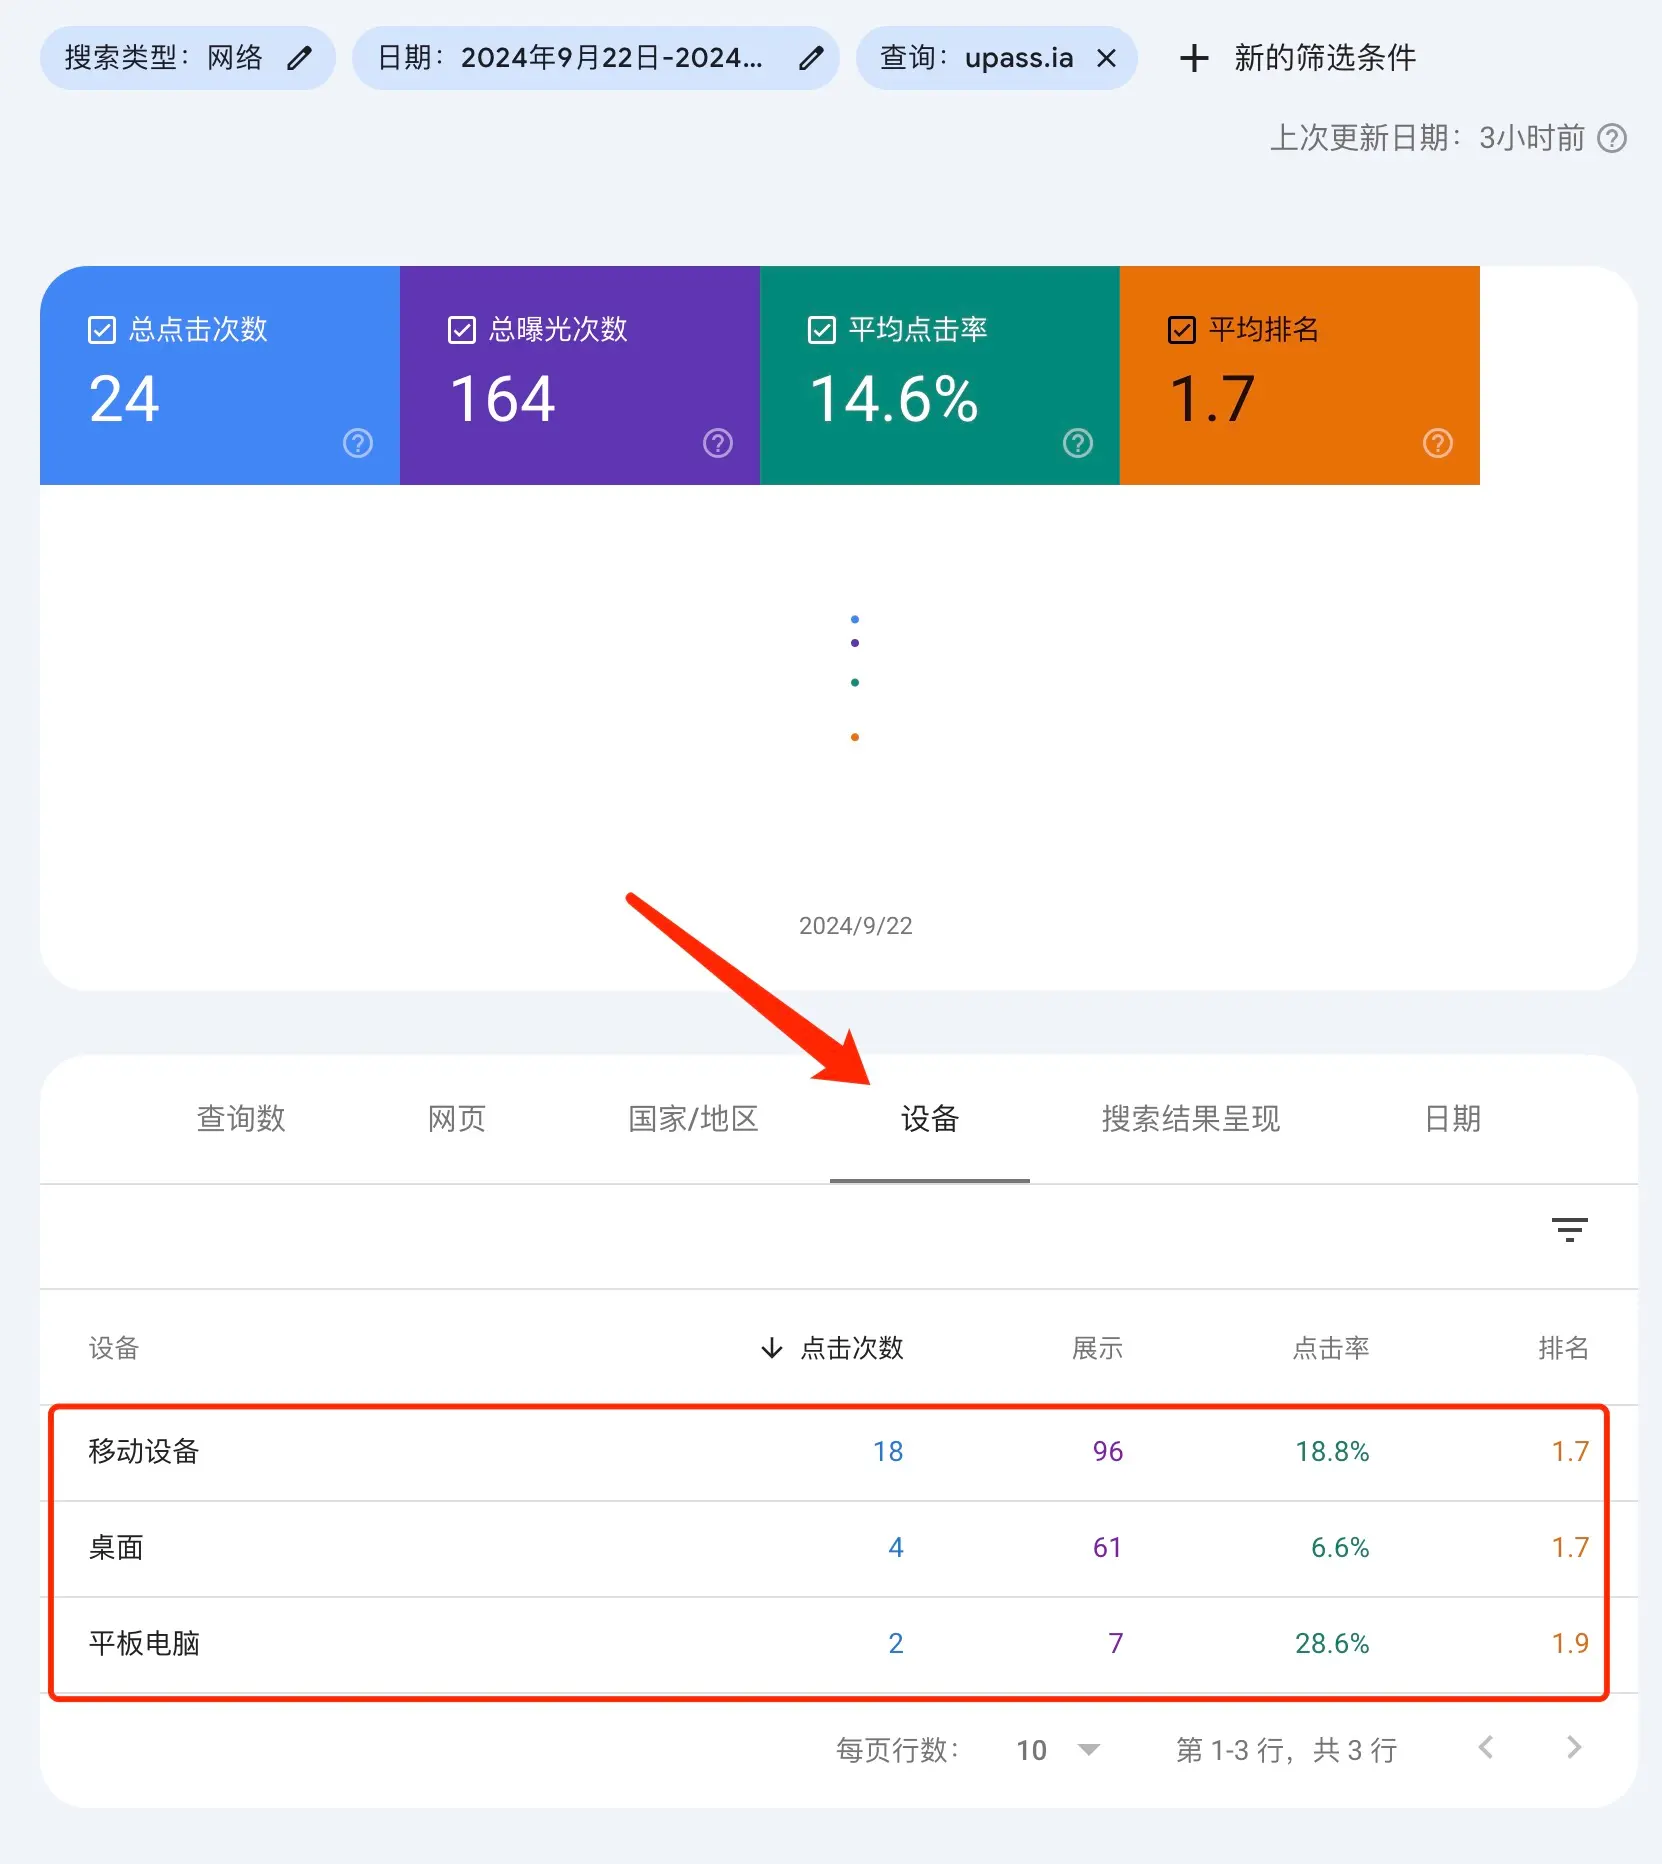 搜索类型：网络 日期：2024年9月22日-2024... 查询：upass.ia 新的筛选条件
上次更新日期：3小时前
总点击次数 总曝光次数 平均点击率 平均排名
24 164 14.6% 1.7
2024/9/22
查询数 网页 国家/地区 设备 搜索结果呈现 日期
设备 点击次数 展示 点击率 排名
移动设备 18 96 18.8% 1.7
桌面 4 61 6.6% 1.7
平板电脑 2 7 28.6% 1.9
每页行数： 10 第 1-3 行，共 3 行